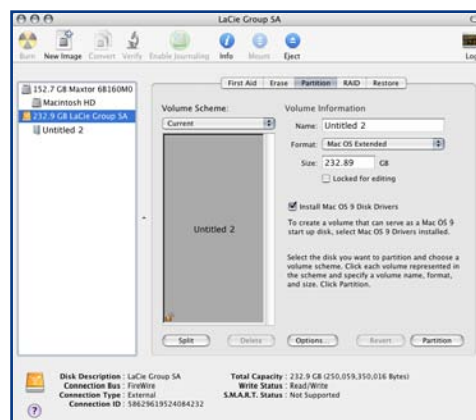 LaCie Group SA
Burn New Image Convert Verify Enable Journaling Info Mount Eject Log
152.7 GB Maxtor 6B160M0
Macintosh HD
232.9 GB LaCie Group SA
Untitled 2
First Aid Erase Partition RAID Restore
Volume Scheme:
Current
Untitled 2
Volume Information
Name: Untitled 2
Format: Mac OS Extended
Size: 232.89 GB
Locked for editing
Install Mac OS 9 Disk Drivers
To create a volume that can serve as a Mac OS 9
start up disk, select Mac OS 9 Drivers installed.
Select the disk you want to partition and choose a
volume scheme. Click each volume represented in
the scheme and specify a volume name, format,
and size. Click Partition.
Split Delete Options... Revert Partition
Disk Description : LaCie Group SA
Connection Bus : FireWire
Connection Type : External
Connection ID : 58629619524084232
Total Capacity : 232.9 GB (250,059,350,016 Bytes)
Write Status : Read/Write
S.M.A.R.T. Status : Not Supported
?